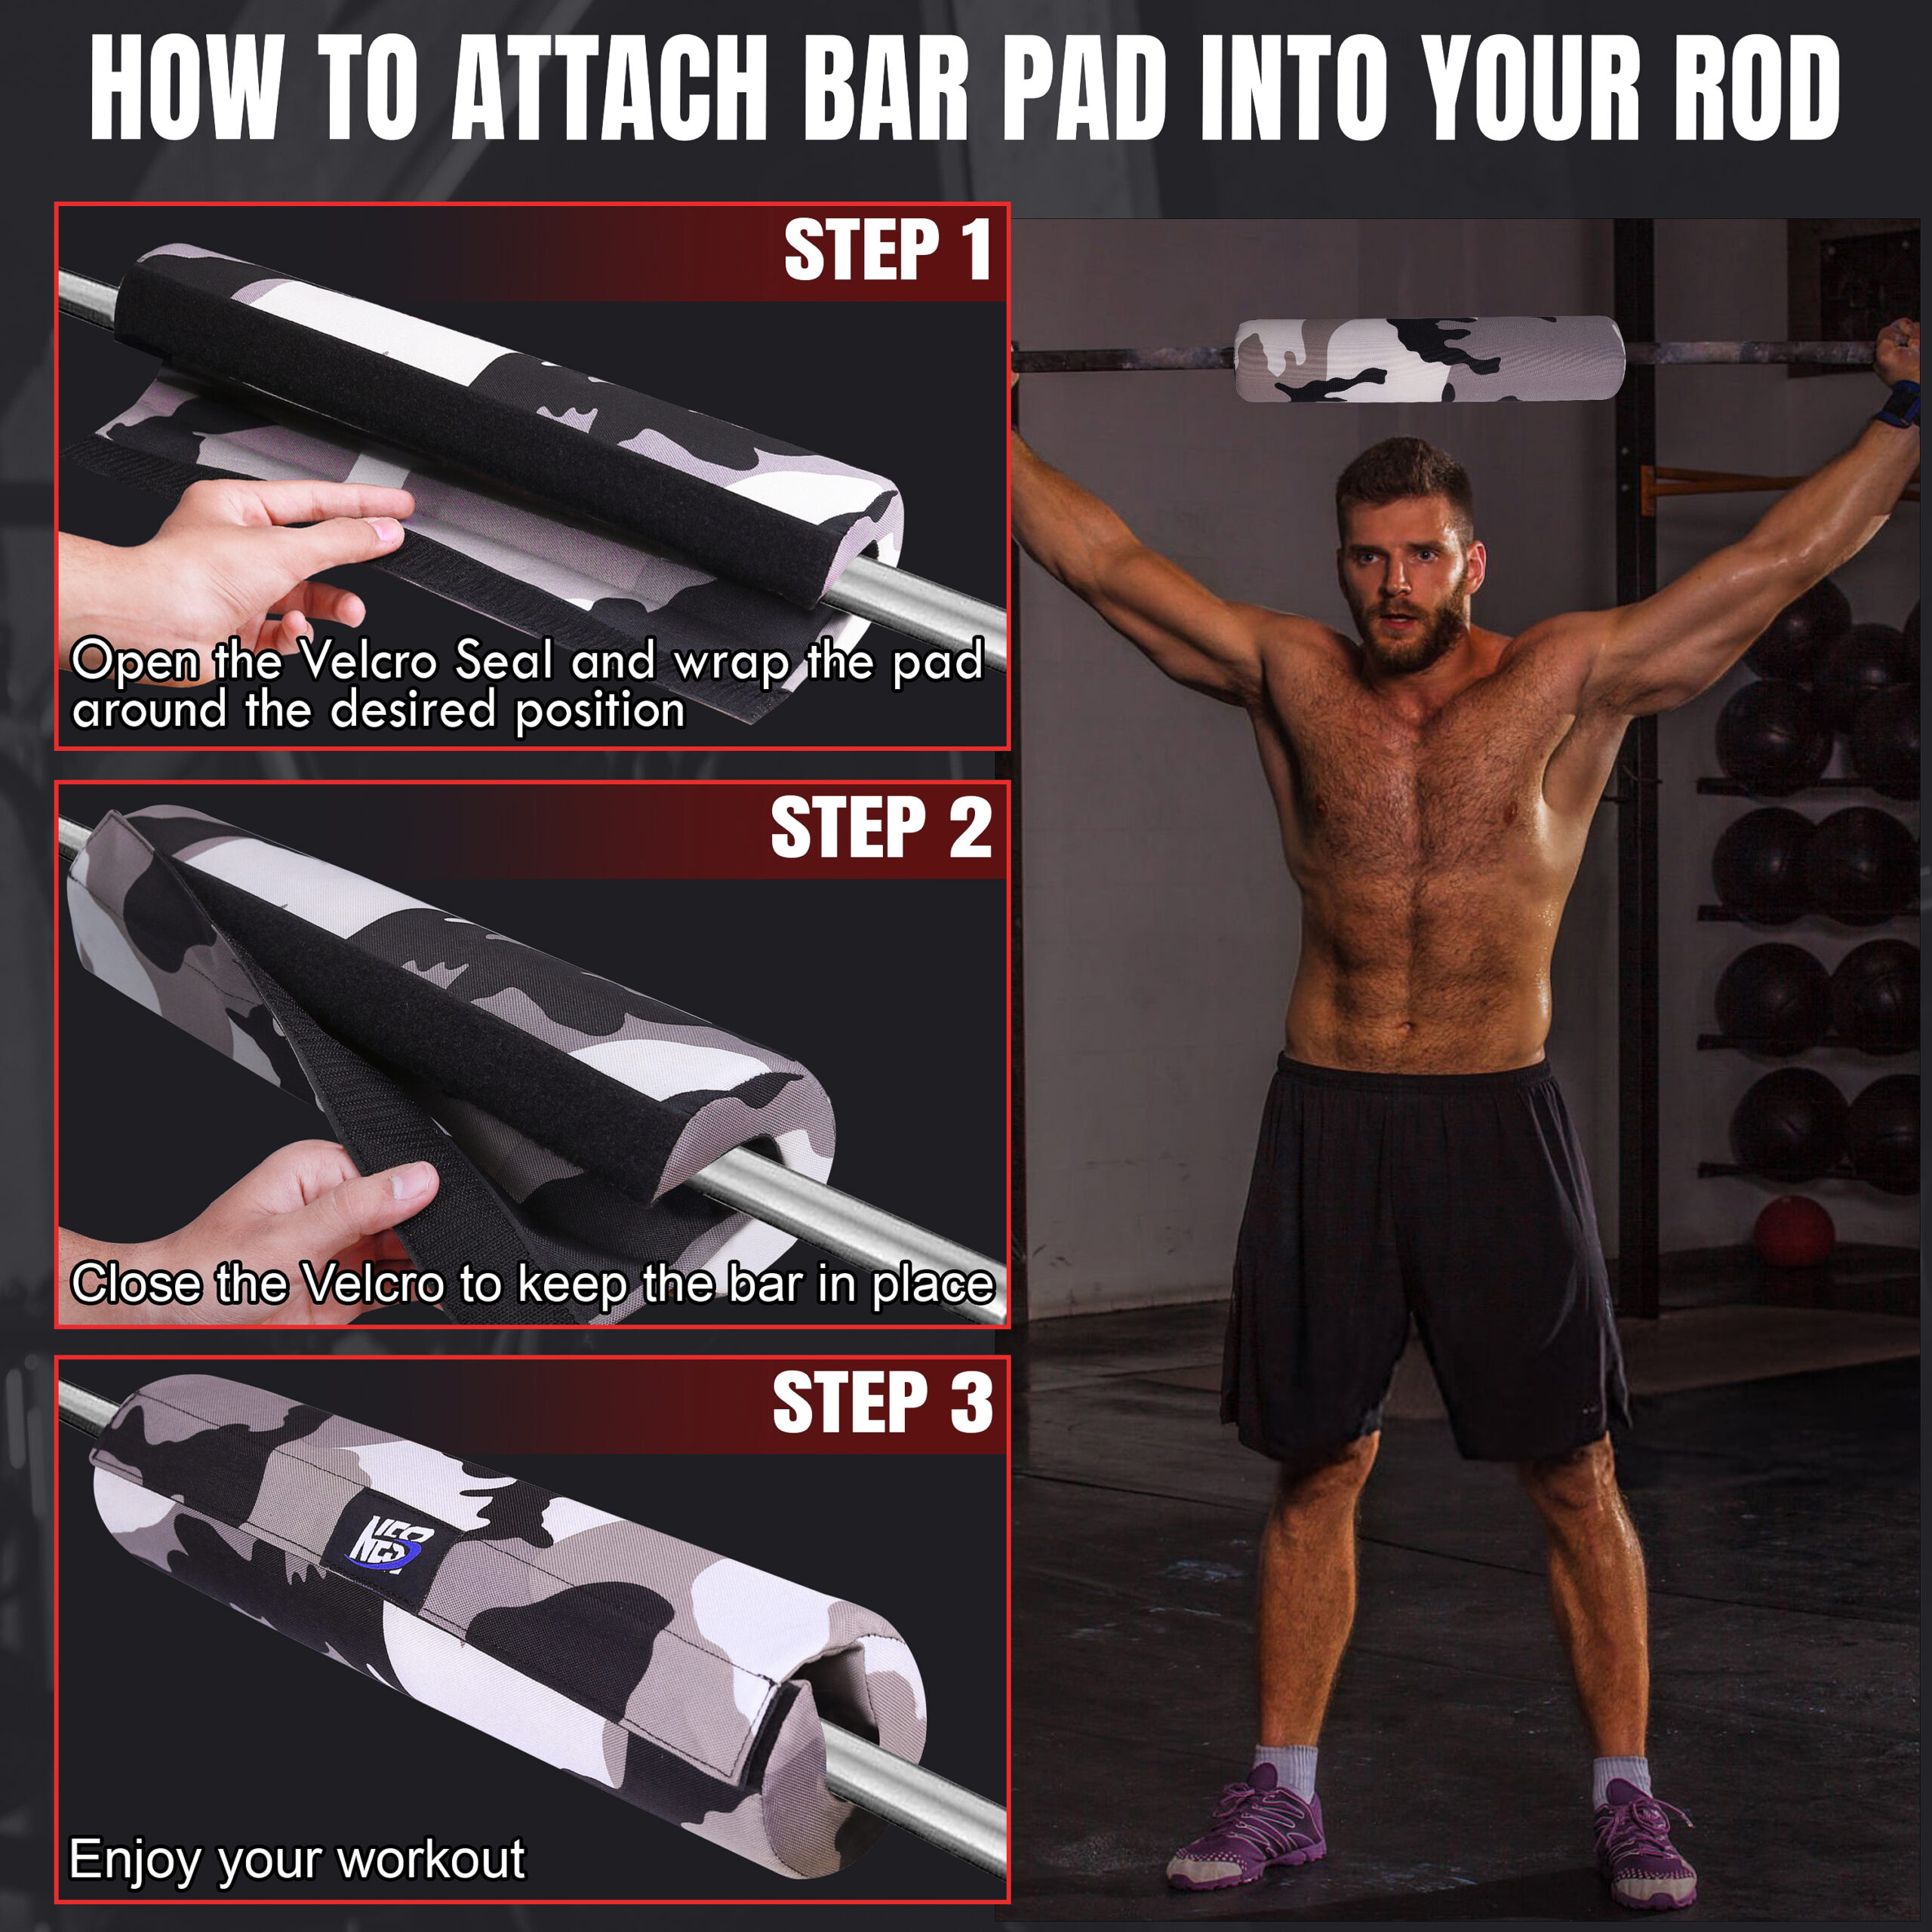 HOW TO ATTACH BAR PAD INTO YOUR ROD
STEP 1
Open the Velcro Seal and wrap the pad
around the desired position
STEP 2
Close the Velcro to keep the bar in place
STEP 3
Enjoy your workout